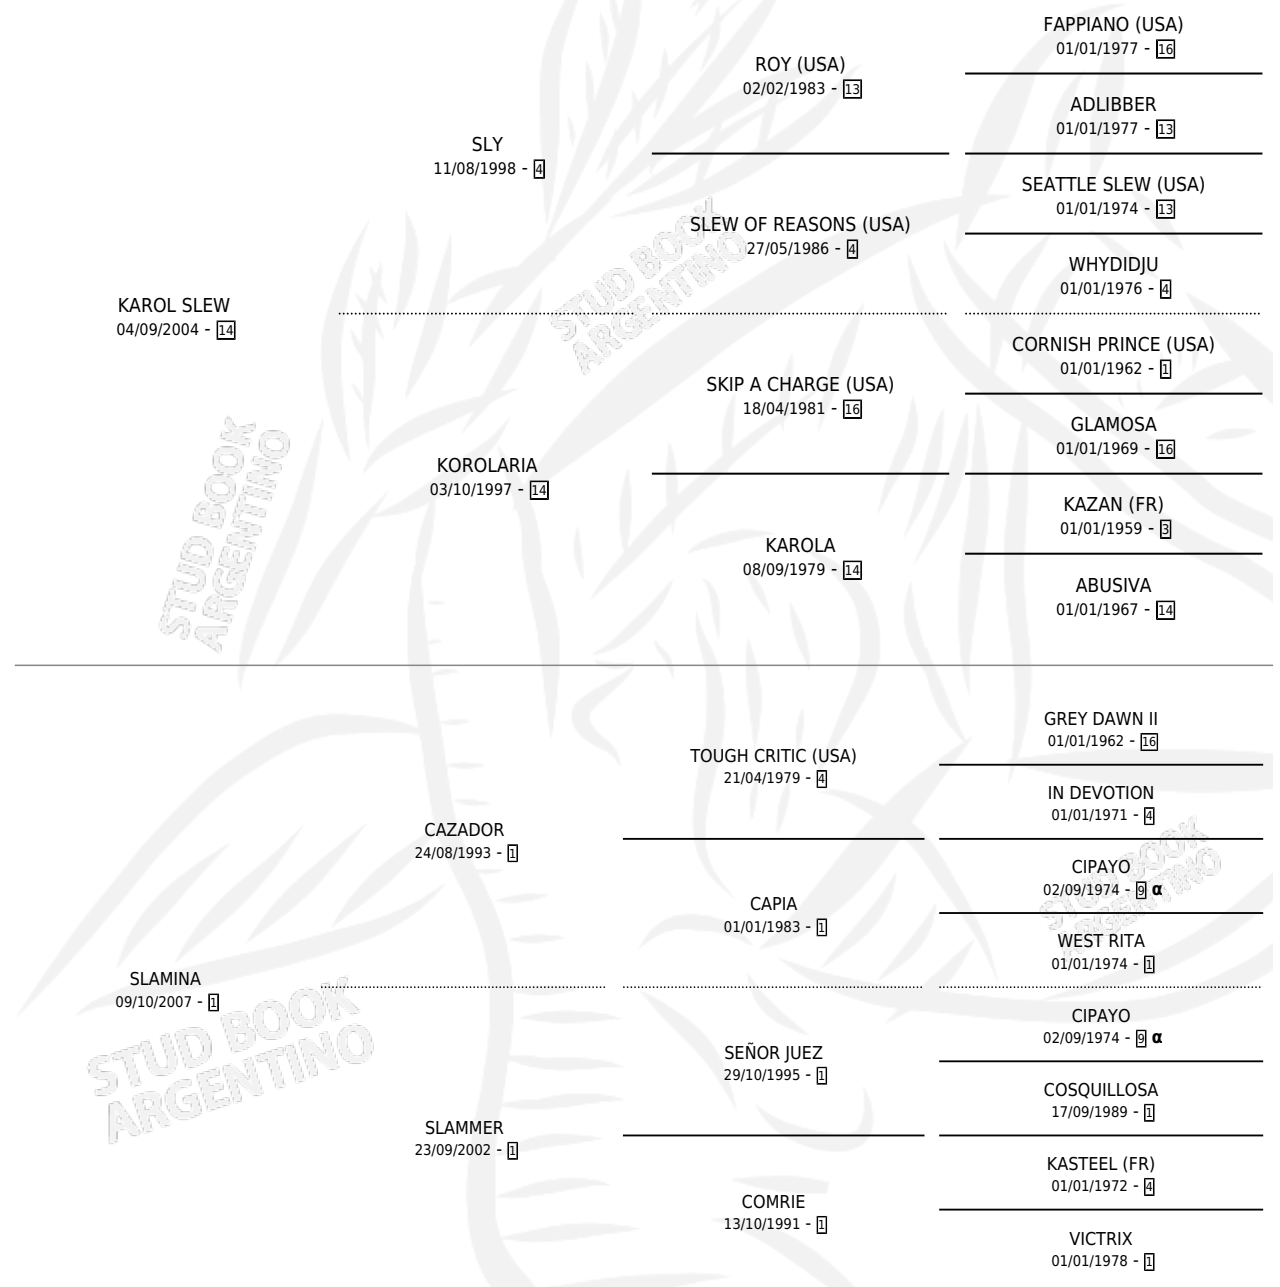 FAPPIANO (USA)
01/01/1977 - 16
ROY (USA)
02/02/1983 - 13
ADLIBBER
01/01/1977 - 13
SLY
11/08/1998 - 4
SEATTLE SLEW (USA)
01/01/1974 - 13
SLEW OF REASONS (USA)
27/05/1986 - 4
WHYDIDJU
01/01/1976 - 4
KAROL SLEW
04/09/2004 - 14
CORNISH PRINCE (USA)
01/01/1962 - 1
SKIP A CHARGE (USA)
18/04/1981 - 16
GLAMOSA
01/01/1969 - 16
KOROLARIA
03/10/1997 - 14
KAZAN (FR)
01/01/1959 - 3
KAROLA
08/09/1979 - 14
ABUSIVA
01/01/1967 - 14
STUD BOOK
ARGENTINO
STUD BOOK
ARGENTINO
GREY DAWN II
01/01/1962 - 16
TOUGH CRITIC (USA)
21/04/1979 - 4
IN DEVOTION
01/01/1971 - 4
CAZADOR
24/08/1993 - 1
CIPAYO
02/09/1974 - 9 α
CAPIA
01/01/1983 - 1
WEST RITA
01/01/1974 - 1
SLAMINA
09/10/2007 - 1
CIPAYO
02/09/1974 - 9 α
SEÑOR JUEZ
29/10/1995 - 1
COSQUILLOSA
17/09/1989 - 1
SLAMMER
23/09/2002 - 1
KASTEEL (FR)
01/01/1972 - 4
COMRIE
13/10/1991 - 1
VICTRIX
01/01/1978 - 1
STUD BOOK
ARGENTINO
STUD BOOK
ARGENTINO